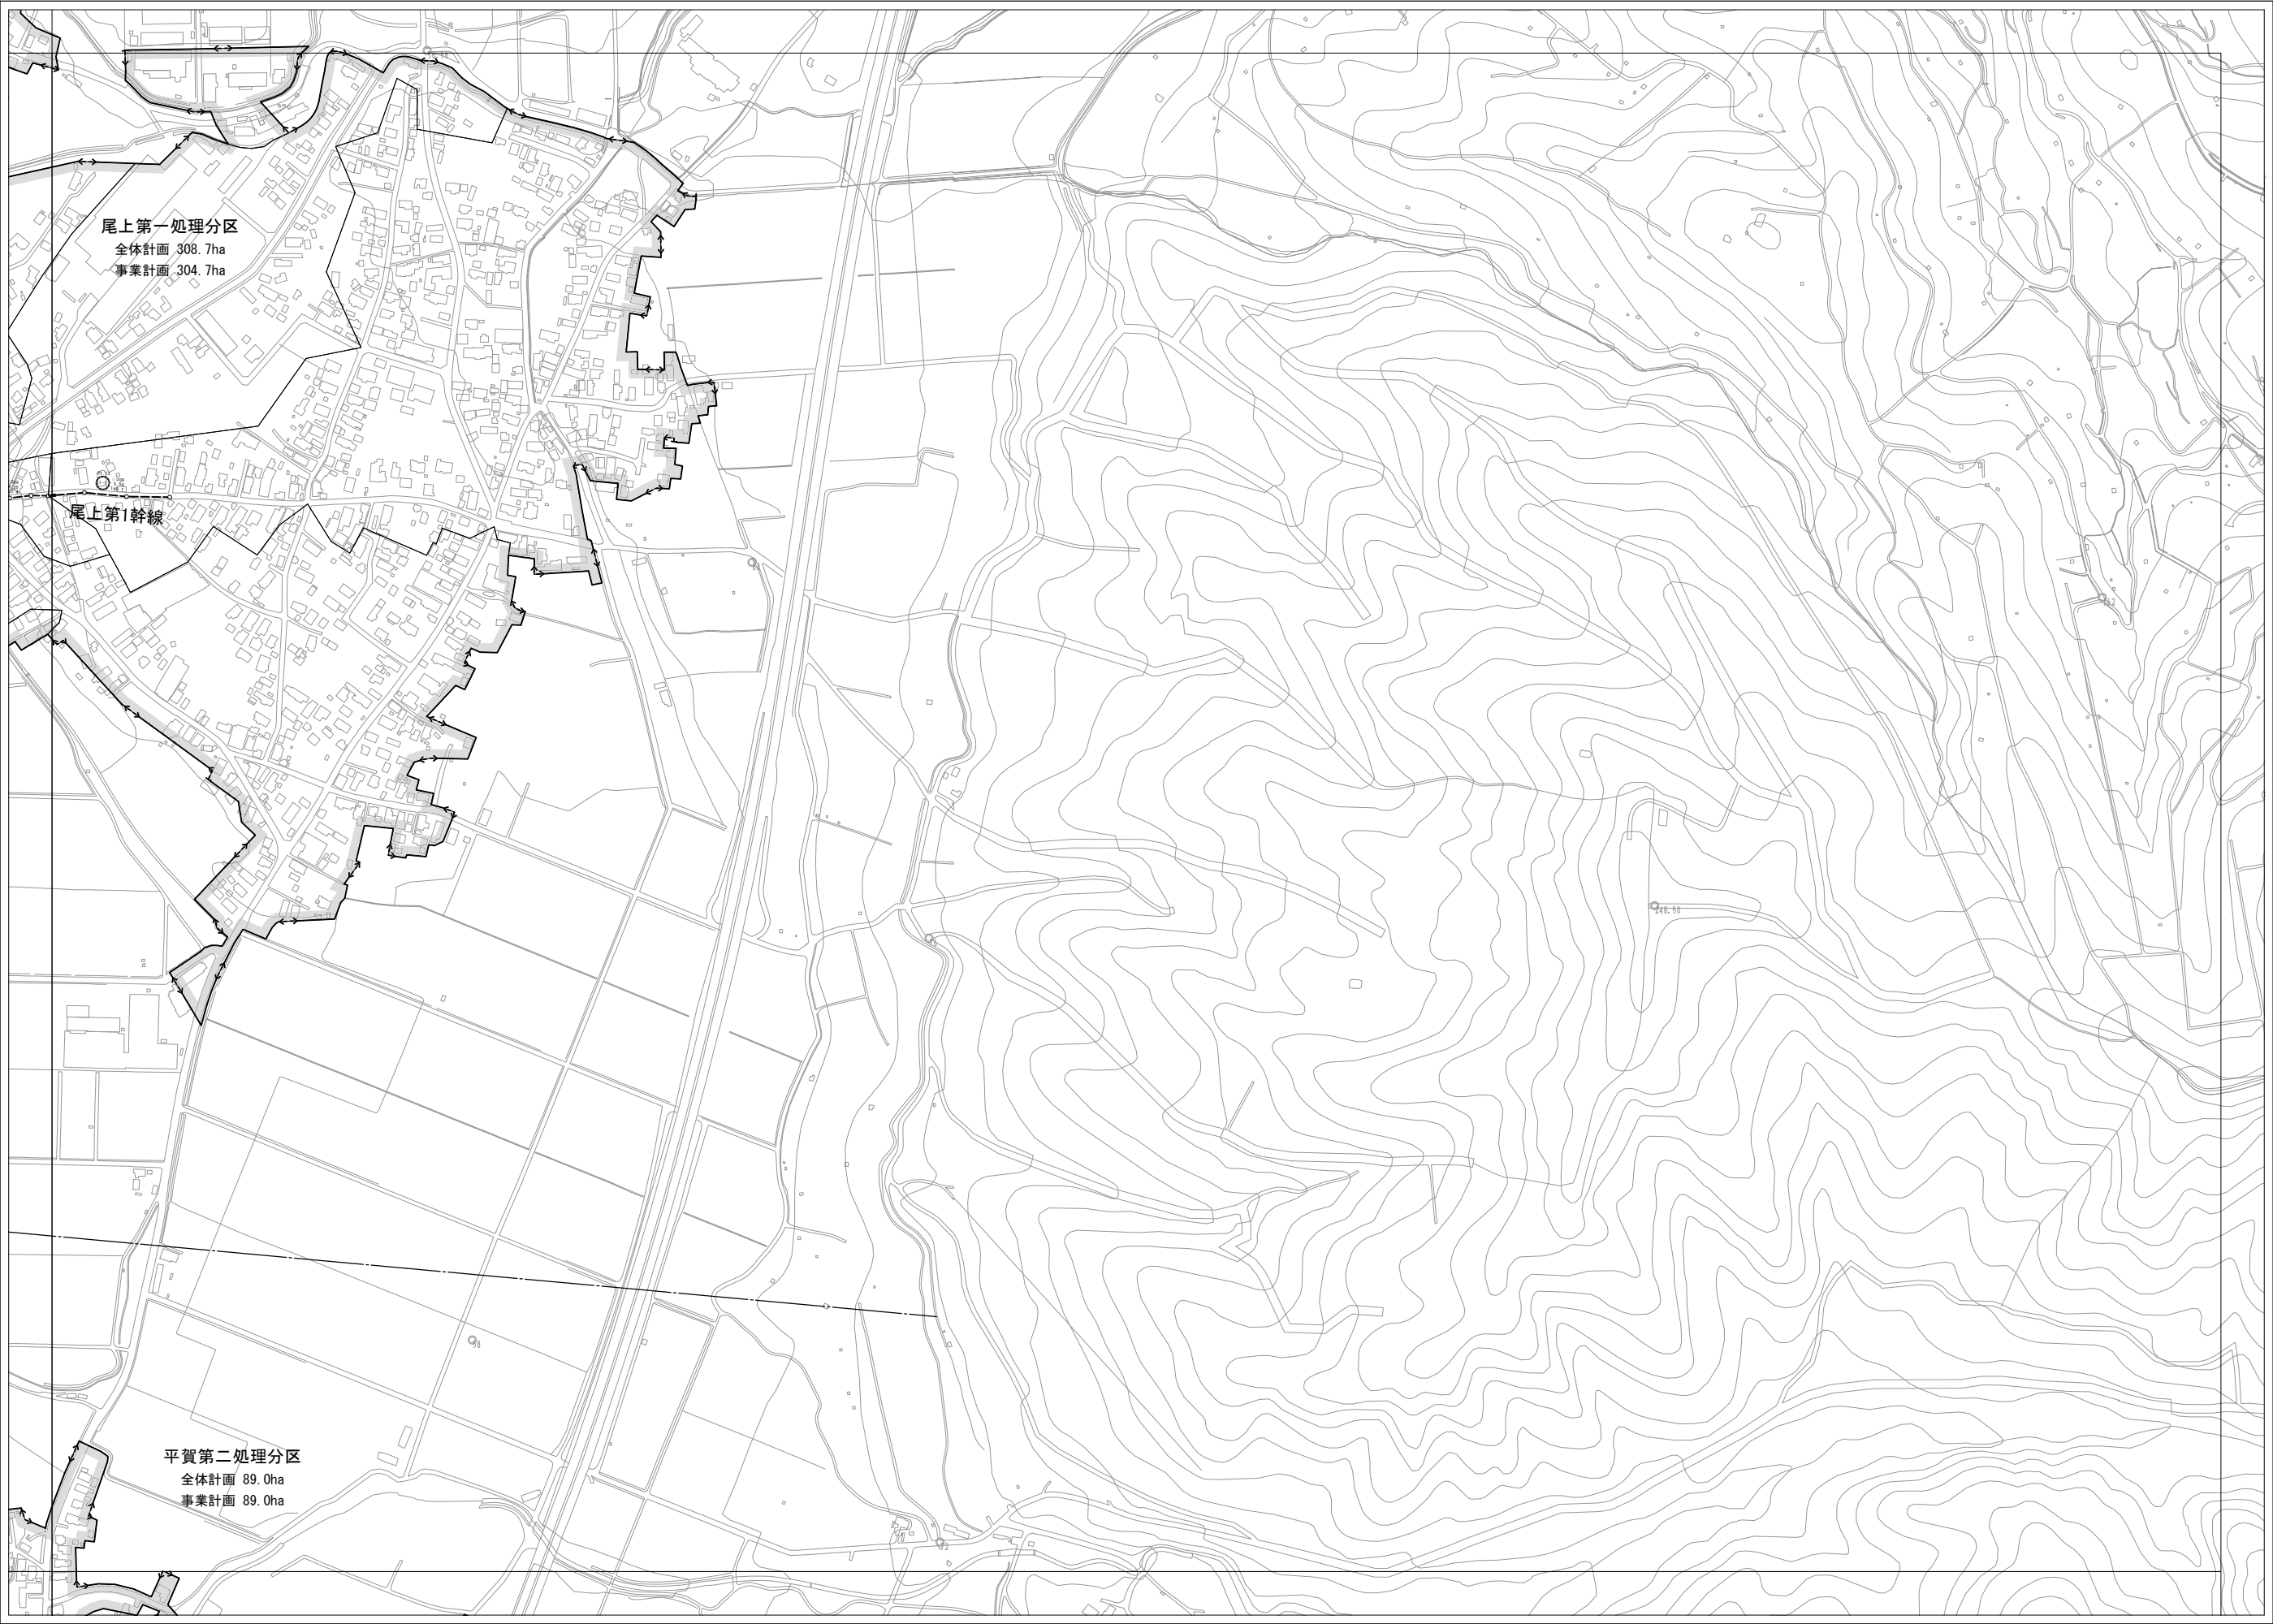 尾上第一処理分区
全体計画 308.7ha
事業計画 304.7ha
尾上第1幹線
248.50
平賀第二処理分区
全体計画 89.0ha
事業計画 89.0ha